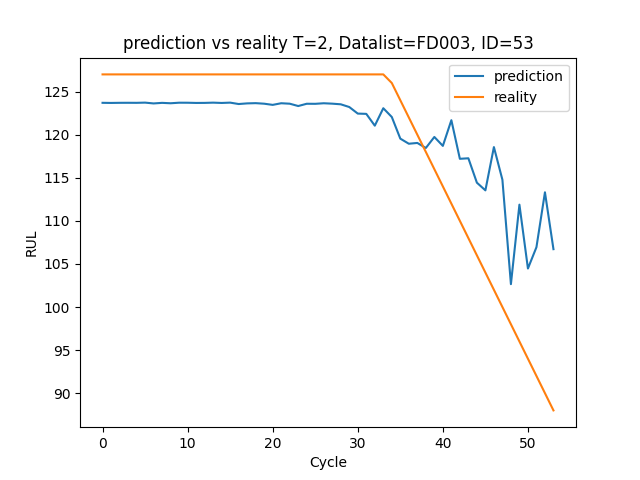 prediction vs reality T=2, Datalist=FD003, ID=53
prediction
reality
125
120
115
110
105
100
95
90
RUL
0 10 20 30 40 50
Cycle